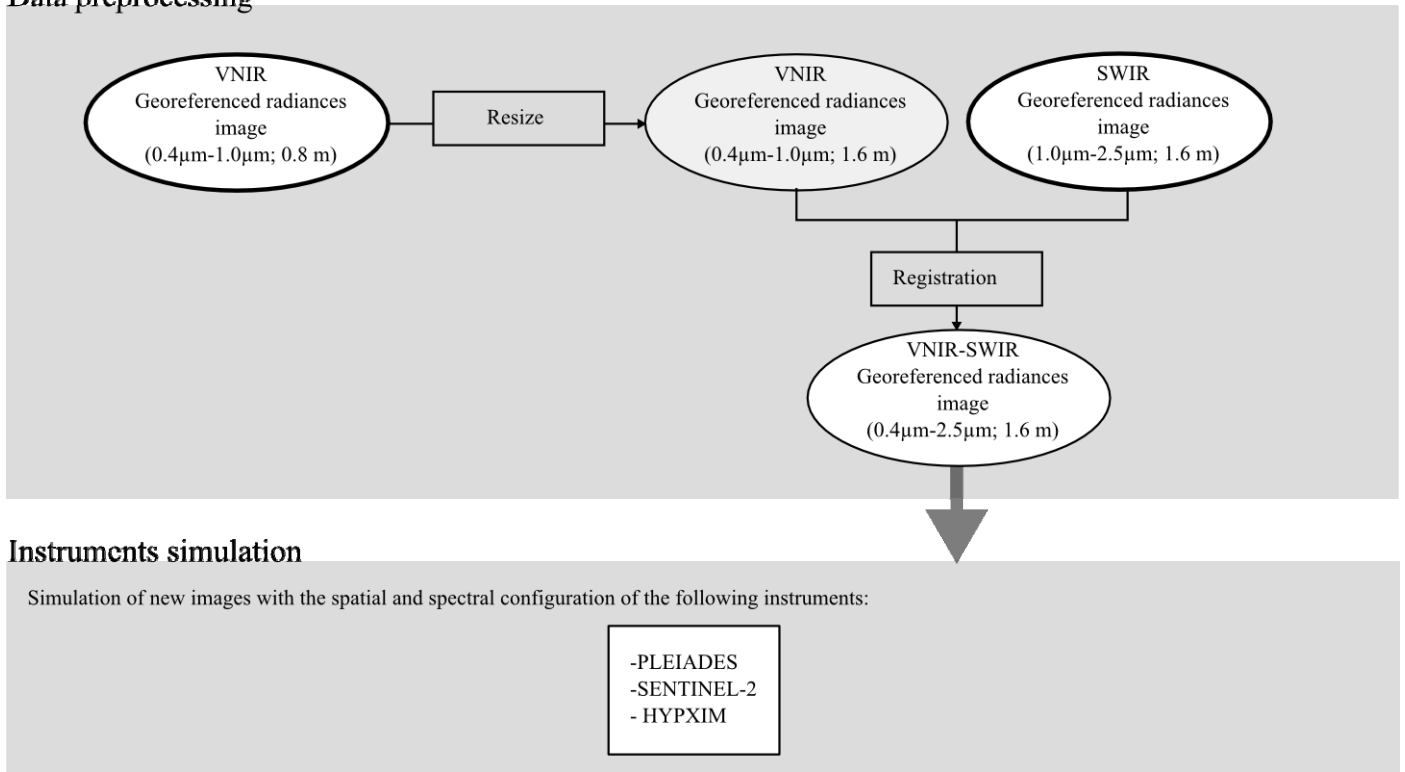 Data preprocessing
VNIR
Georeferenced radiances
image
(0.4µm-1.0µm; 0.8 m)
Resize
VNIR
Georeferenced radiances
image
(0.4µm-1.0µm; 1.6 m)
SWIR
Georeferenced radiances
image
(1.0µm-2.5µm; 1.6 m)
Registration
VNIR-SWIR
Georeferenced radiances
image
(0.4µm-2.5µm; 1.6 m)
Instruments simulation
Simulation of new images with the spatial and spectral configuration of the following instruments:
-PLEIADES
-SENTINEL-2
- HYPXIM